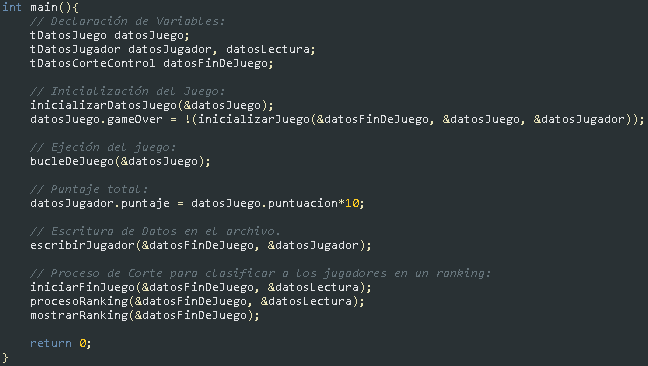 int main(){
// Declaración de Variables:
tDatosJuego datosJuego;
tDatosJugador datosJugador, datosLectura;
tDatosCorteControl datosFinDeJuego;
// Inicialización del Juego:
inicializarDatosJuego(&datosJuego);
datosJuego.gameOver = !(inicializarJuego(&datosFinDeJuego, &datosJuego, &datosJugador));
// Ejeción del juego:
bucleDeJuego(&datosJuego);
// Puntaje total:
datosJugador.puntaje = datosJuego.puntuacion*10;
// Escritura de Datos en el archivo.
escribirJugador(&datosFinDeJuego, &datosJugador);
// Proceso de Corte para clasificar a los jugadores en un ranking:
iniciarFinJuego(&datosFinDeJuego, &datosLectura);
procesoRanking(&datosFinDeJuego, &datosLectura);
mostrarRanking(&datosFinDeJuego);
return 0;
}